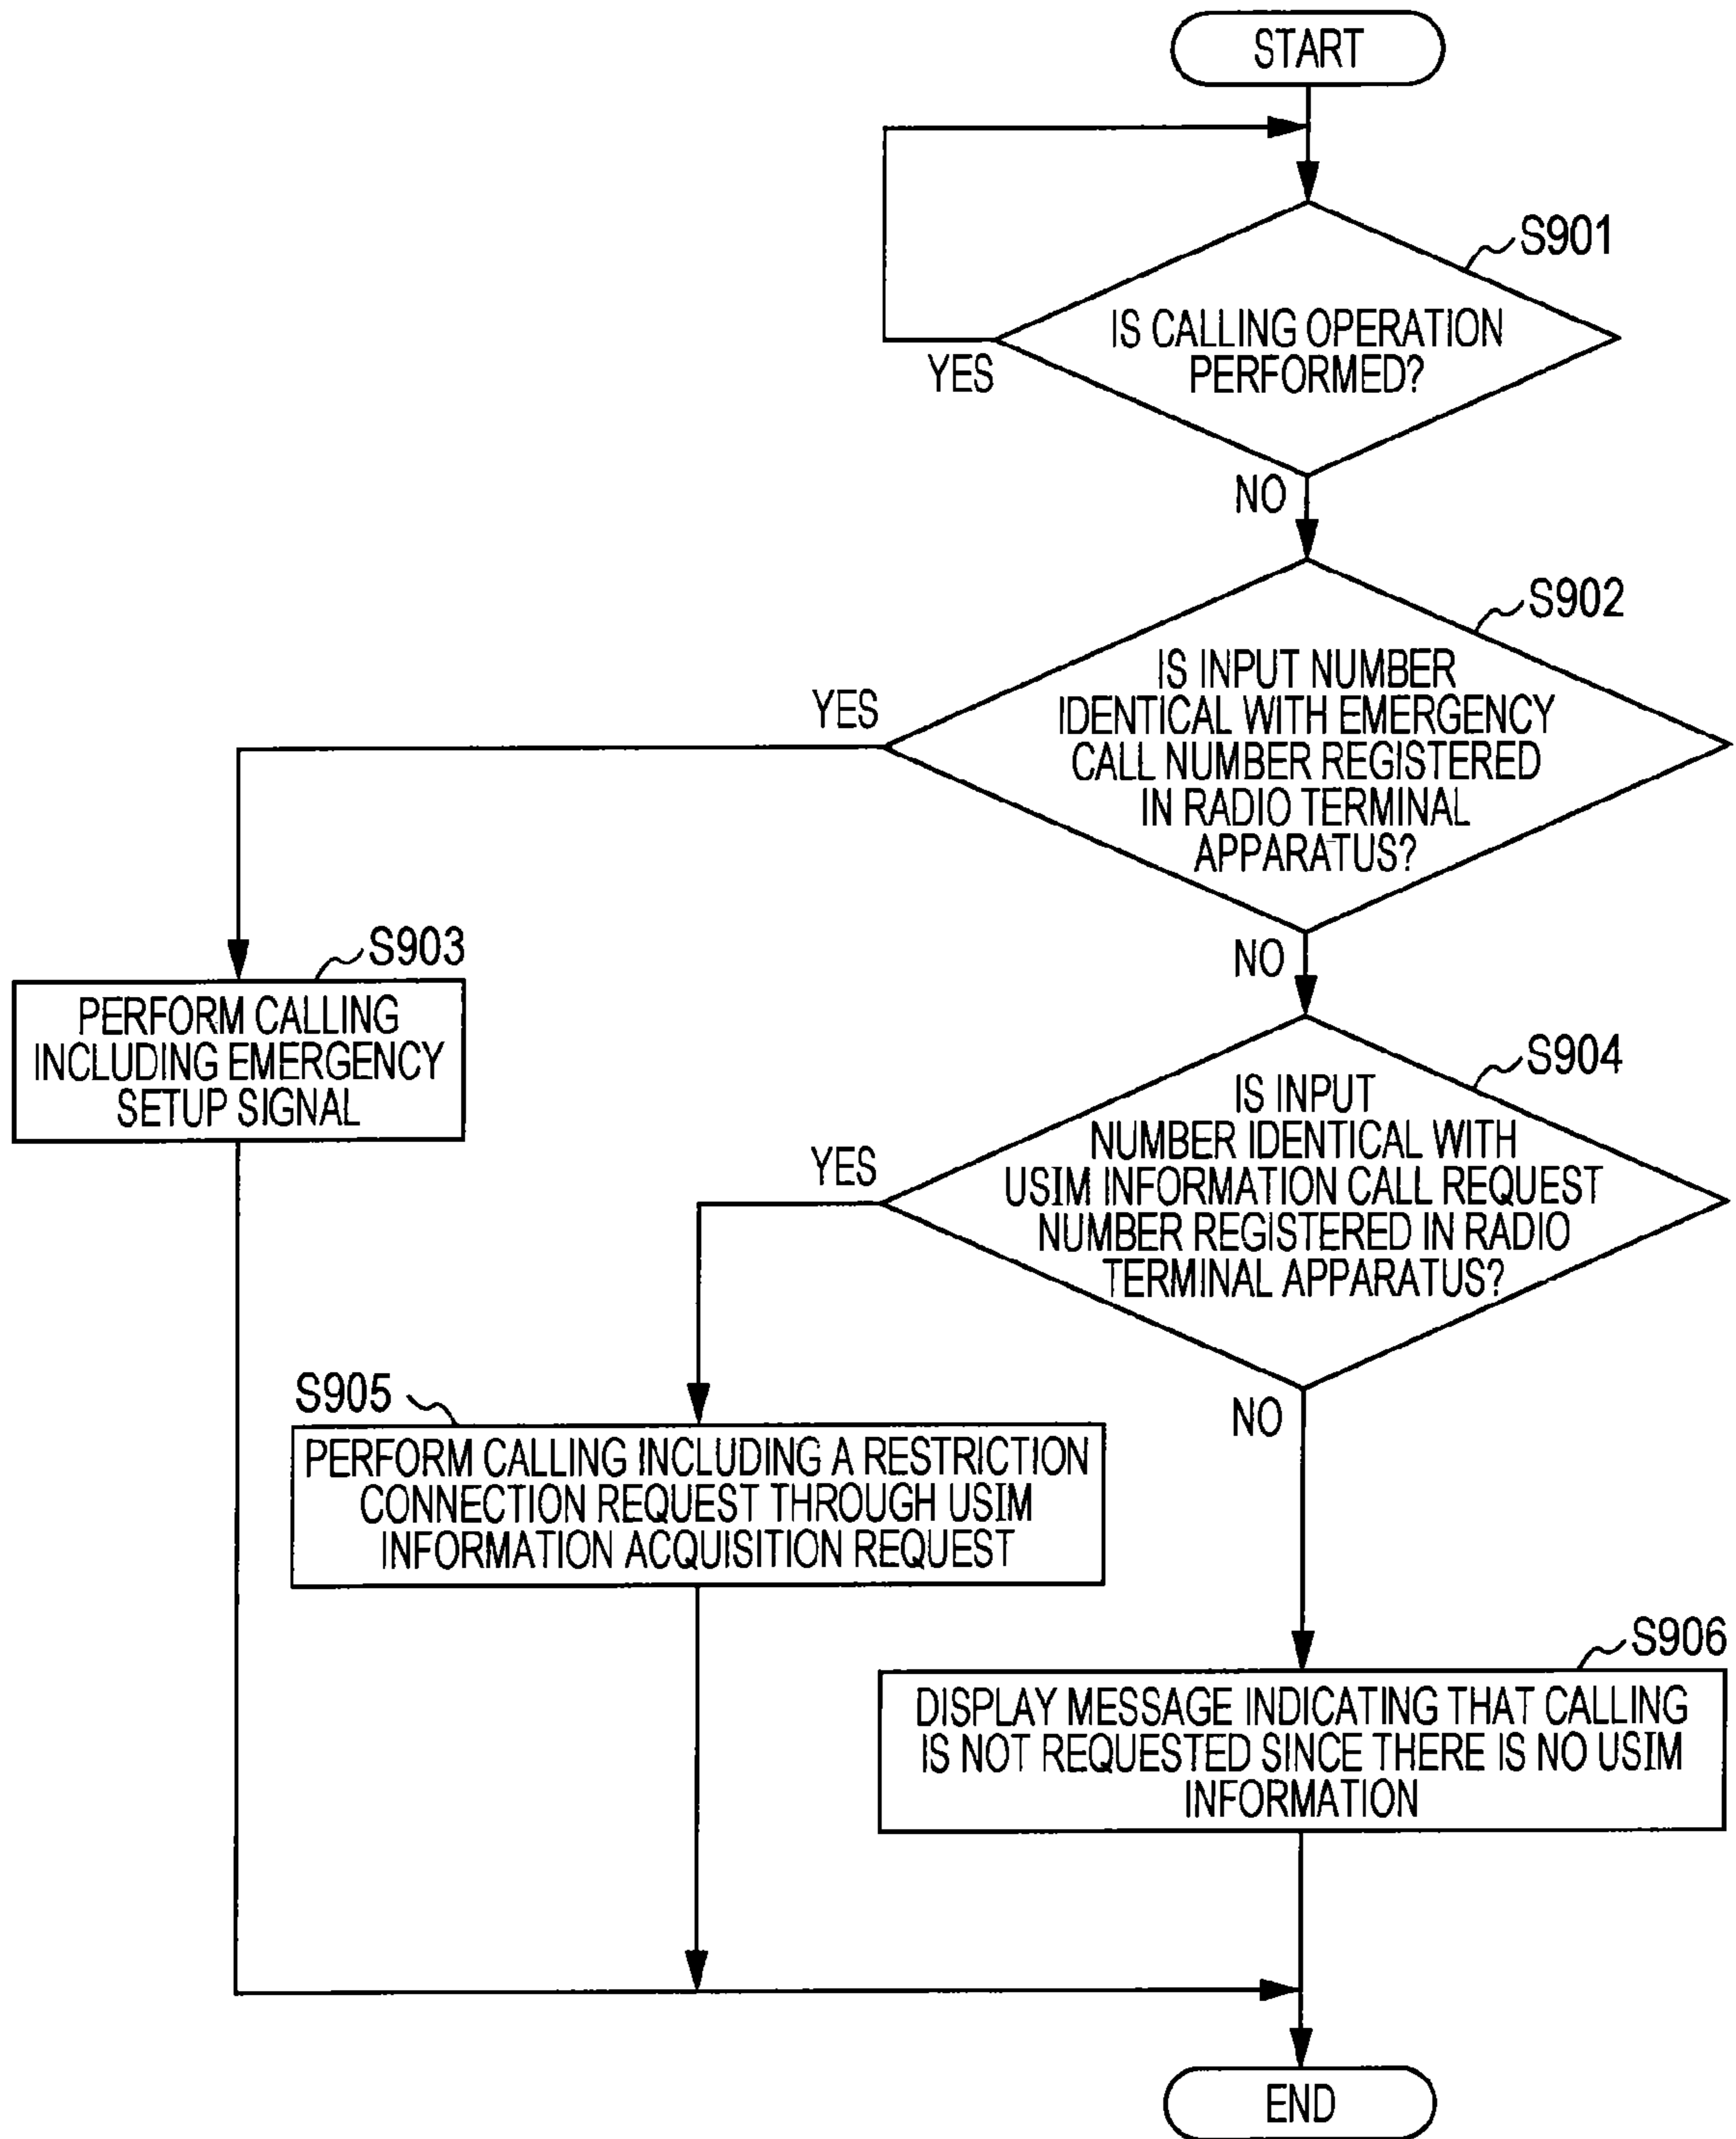 START
S901
IS CALLING OPERATION
PERFORMED?
YES
NO
S902
IS INPUT NUMBER
IDENTICAL WITH EMERGENCY
CALL NUMBER REGISTERED
IN RADIO TERMINAL
APPARATUS?
YES
NO
S903
PERFORM CALLING
INCLUDING EMERGENCY
SETUP SIGNAL
S904
IS INPUT
NUMBER IDENTICAL WITH
USIM INFORMATION CALL REQUEST
NUMBER REGISTERED IN RADIO
TERMINAL APPARATUS?
YES
NO
S905
PERFORM CALLING INCLUDING A RESTRICTION
CONNECTION REQUEST THROUGH USIM
INFORMATION ACQUISITION REQUEST
S906
DISPLAY MESSAGE INDICATING THAT CALLING
IS NOT REQUESTED SINCE THERE IS NO USIM
INFORMATION
END